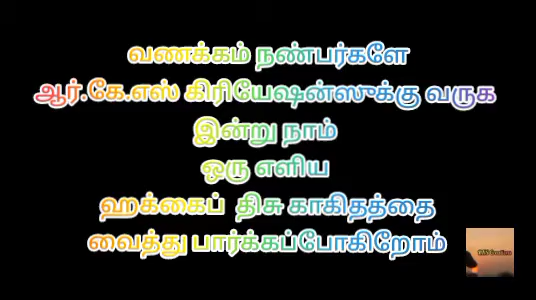 வணக்கம் நண்பர்களே
ஆர்.கே.எஸ் கிரியேஷன்ஸுக்கு வருக
இன்று நாம்
ஒரு எளிய
ஹக்கைப் திசு காகிதத்தை
வைத்து பார்க்கப்போகிறோம்